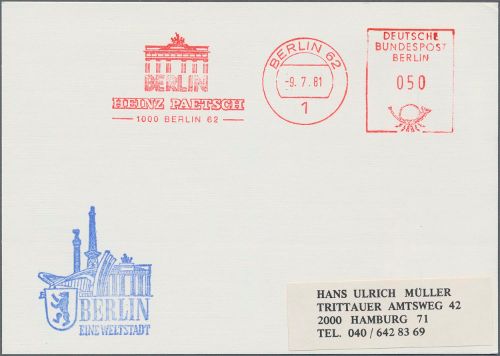 BERLIN
HEINZ PAETSCH
1000 BERLIN 62
BERLIN 62
-9.7.81
1
DEUTSCHE
BUNDESPOST
BERLIN
050
BERLIN
EINE WELTSTADT
HANS ULRICH MÜLLER
TRITTAUER AMTSWEG 42
2000 HAMBURG 71
TEL. 040/642 83 69